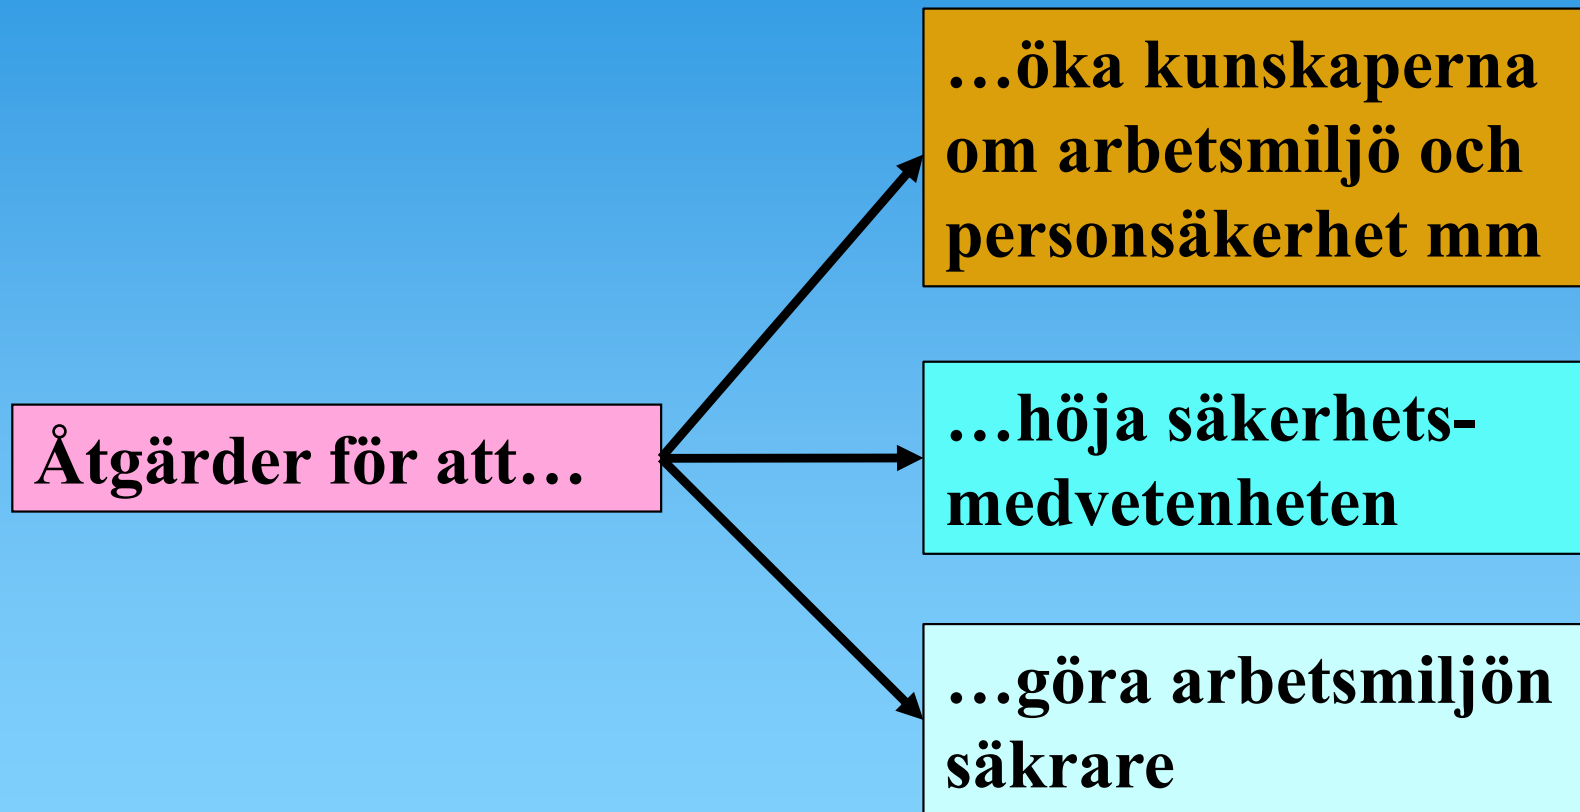 …öka kunskaperna
om arbetsmiljö och
personsäkerhet mm
Åtgärder för att…
…höja säkerhets-
medvetenheten
…göra arbetsmiljön
säkrare